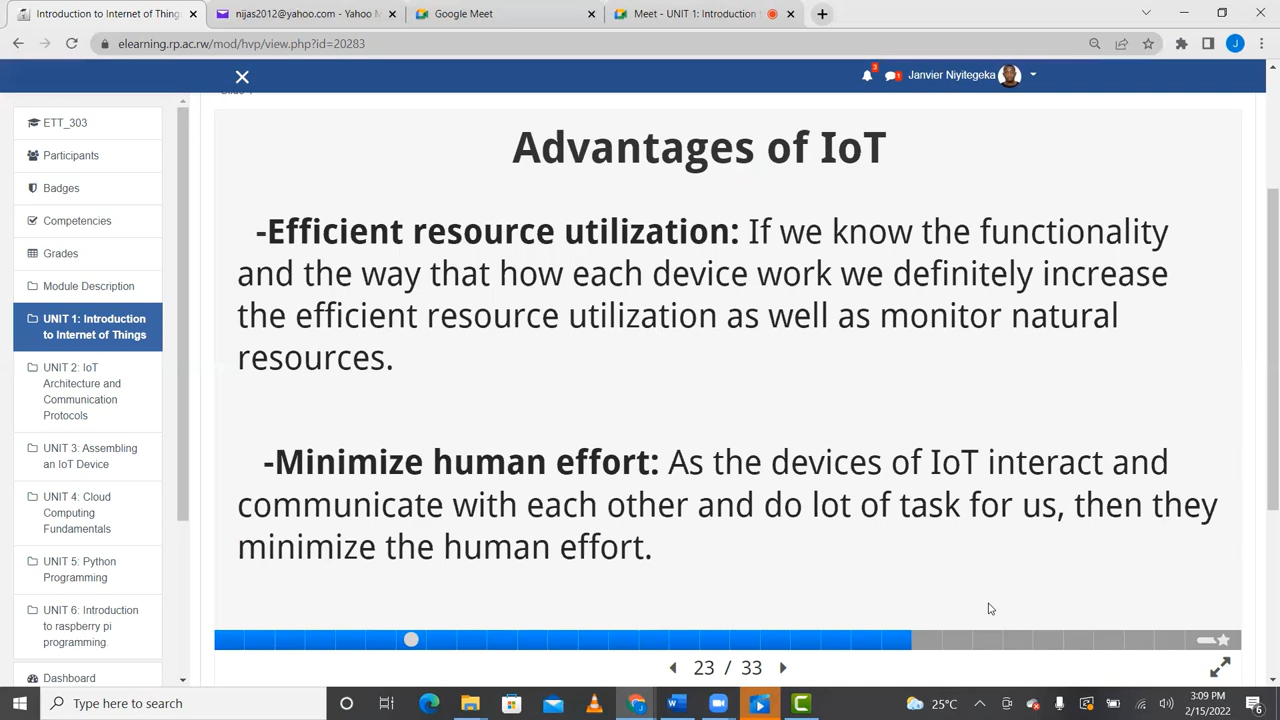 Introduction to Internet of Thing
nijas2012@yahoo.com - Yahoo M
Google Meet
Meet - UNIT 1: Introduction
elearning.rp.ac.rw/mod/hvp/view.php?id=20283
J
3
1
Janvier Niyitegeka
ETT_303
Participants
Badges
Competencies
Grades
Module Description
UNIT 1: Introduction
to Internet of Things
UNIT 2: IoT
Architecture and
Communication
Protocols
UNIT 3: Assembling
an IoT Device
UNIT 4: Cloud
Computing
Fundamentals
UNIT 5: Python
Programming
UNIT 6: Introduction
to raspberry pi
programming.
Dashboard
Advantages of IoT
-Efficient resource utilization: If we know the functionality
and the way that how each device work we definitely increase
the efficient resource utilization as well as monitor natural
resources.
-Minimize human effort: As the devices of IoT interact and
communicate with each other and do lot of task for us, then they
minimize the human effort.
23 / 33
Type here to search
25°C
3:09 PM
2/15/2022
6